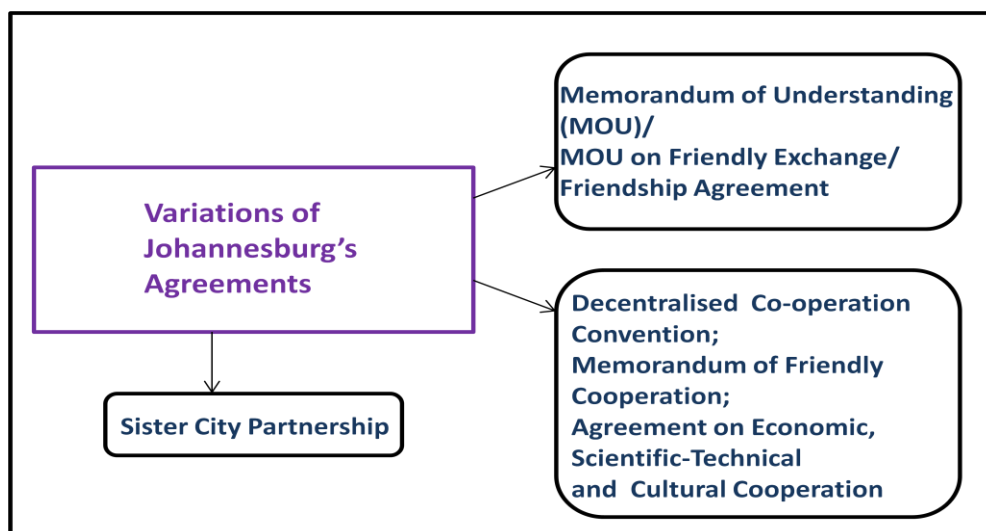 Variations of
Johannesburg's
Agreements
Memorandum of Understanding
(MOU)/
MOU on Friendly Exchange/
Friendship Agreement
Decentralised Co-operation
Convention;
Memorandum of Friendly
Cooperation;
Agreement on Economic,
Scientific-Technical
and Cultural Cooperation
Sister City Partnership